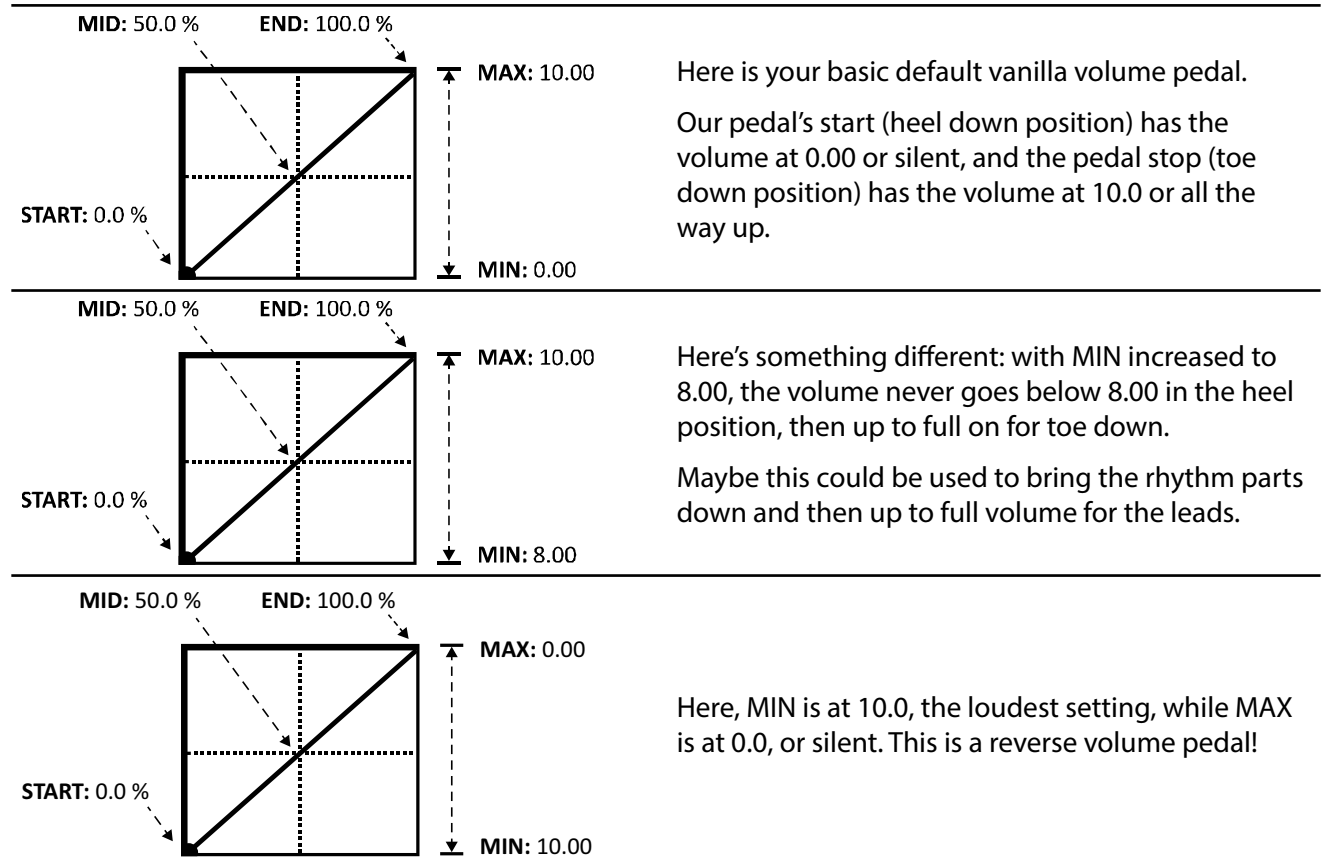 MID: 50.0 %
END: 100.0 %
MAX: 10.00
START: 0.0 %
MIN: 0.00
Here is your basic default vanilla volume pedal.
Our pedal's start (heel down position) has the
volume at 0.00 or silent, and the pedal stop (toe
down position) has the volume at 10.0 or all the
way up.
MID: 50.0 %
END: 100.0 %
MAX: 10.00
START: 0.0 %
MIN: 8.00
Here's something different: with MIN increased to
8.00, the volume never goes below 8.00 in the heel
position, then up to full on for toe down.
Maybe this could be used to bring the rhythm parts
down and then up to full volume for the leads.
MID: 50.0 %
END: 100.0 %
MAX: 0.00
START: 0.0 %
MIN: 10.00
Here, MIN is at 10.0, the loudest setting, while MAX
is at 0.0, or silent. This is a reverse volume pedal!